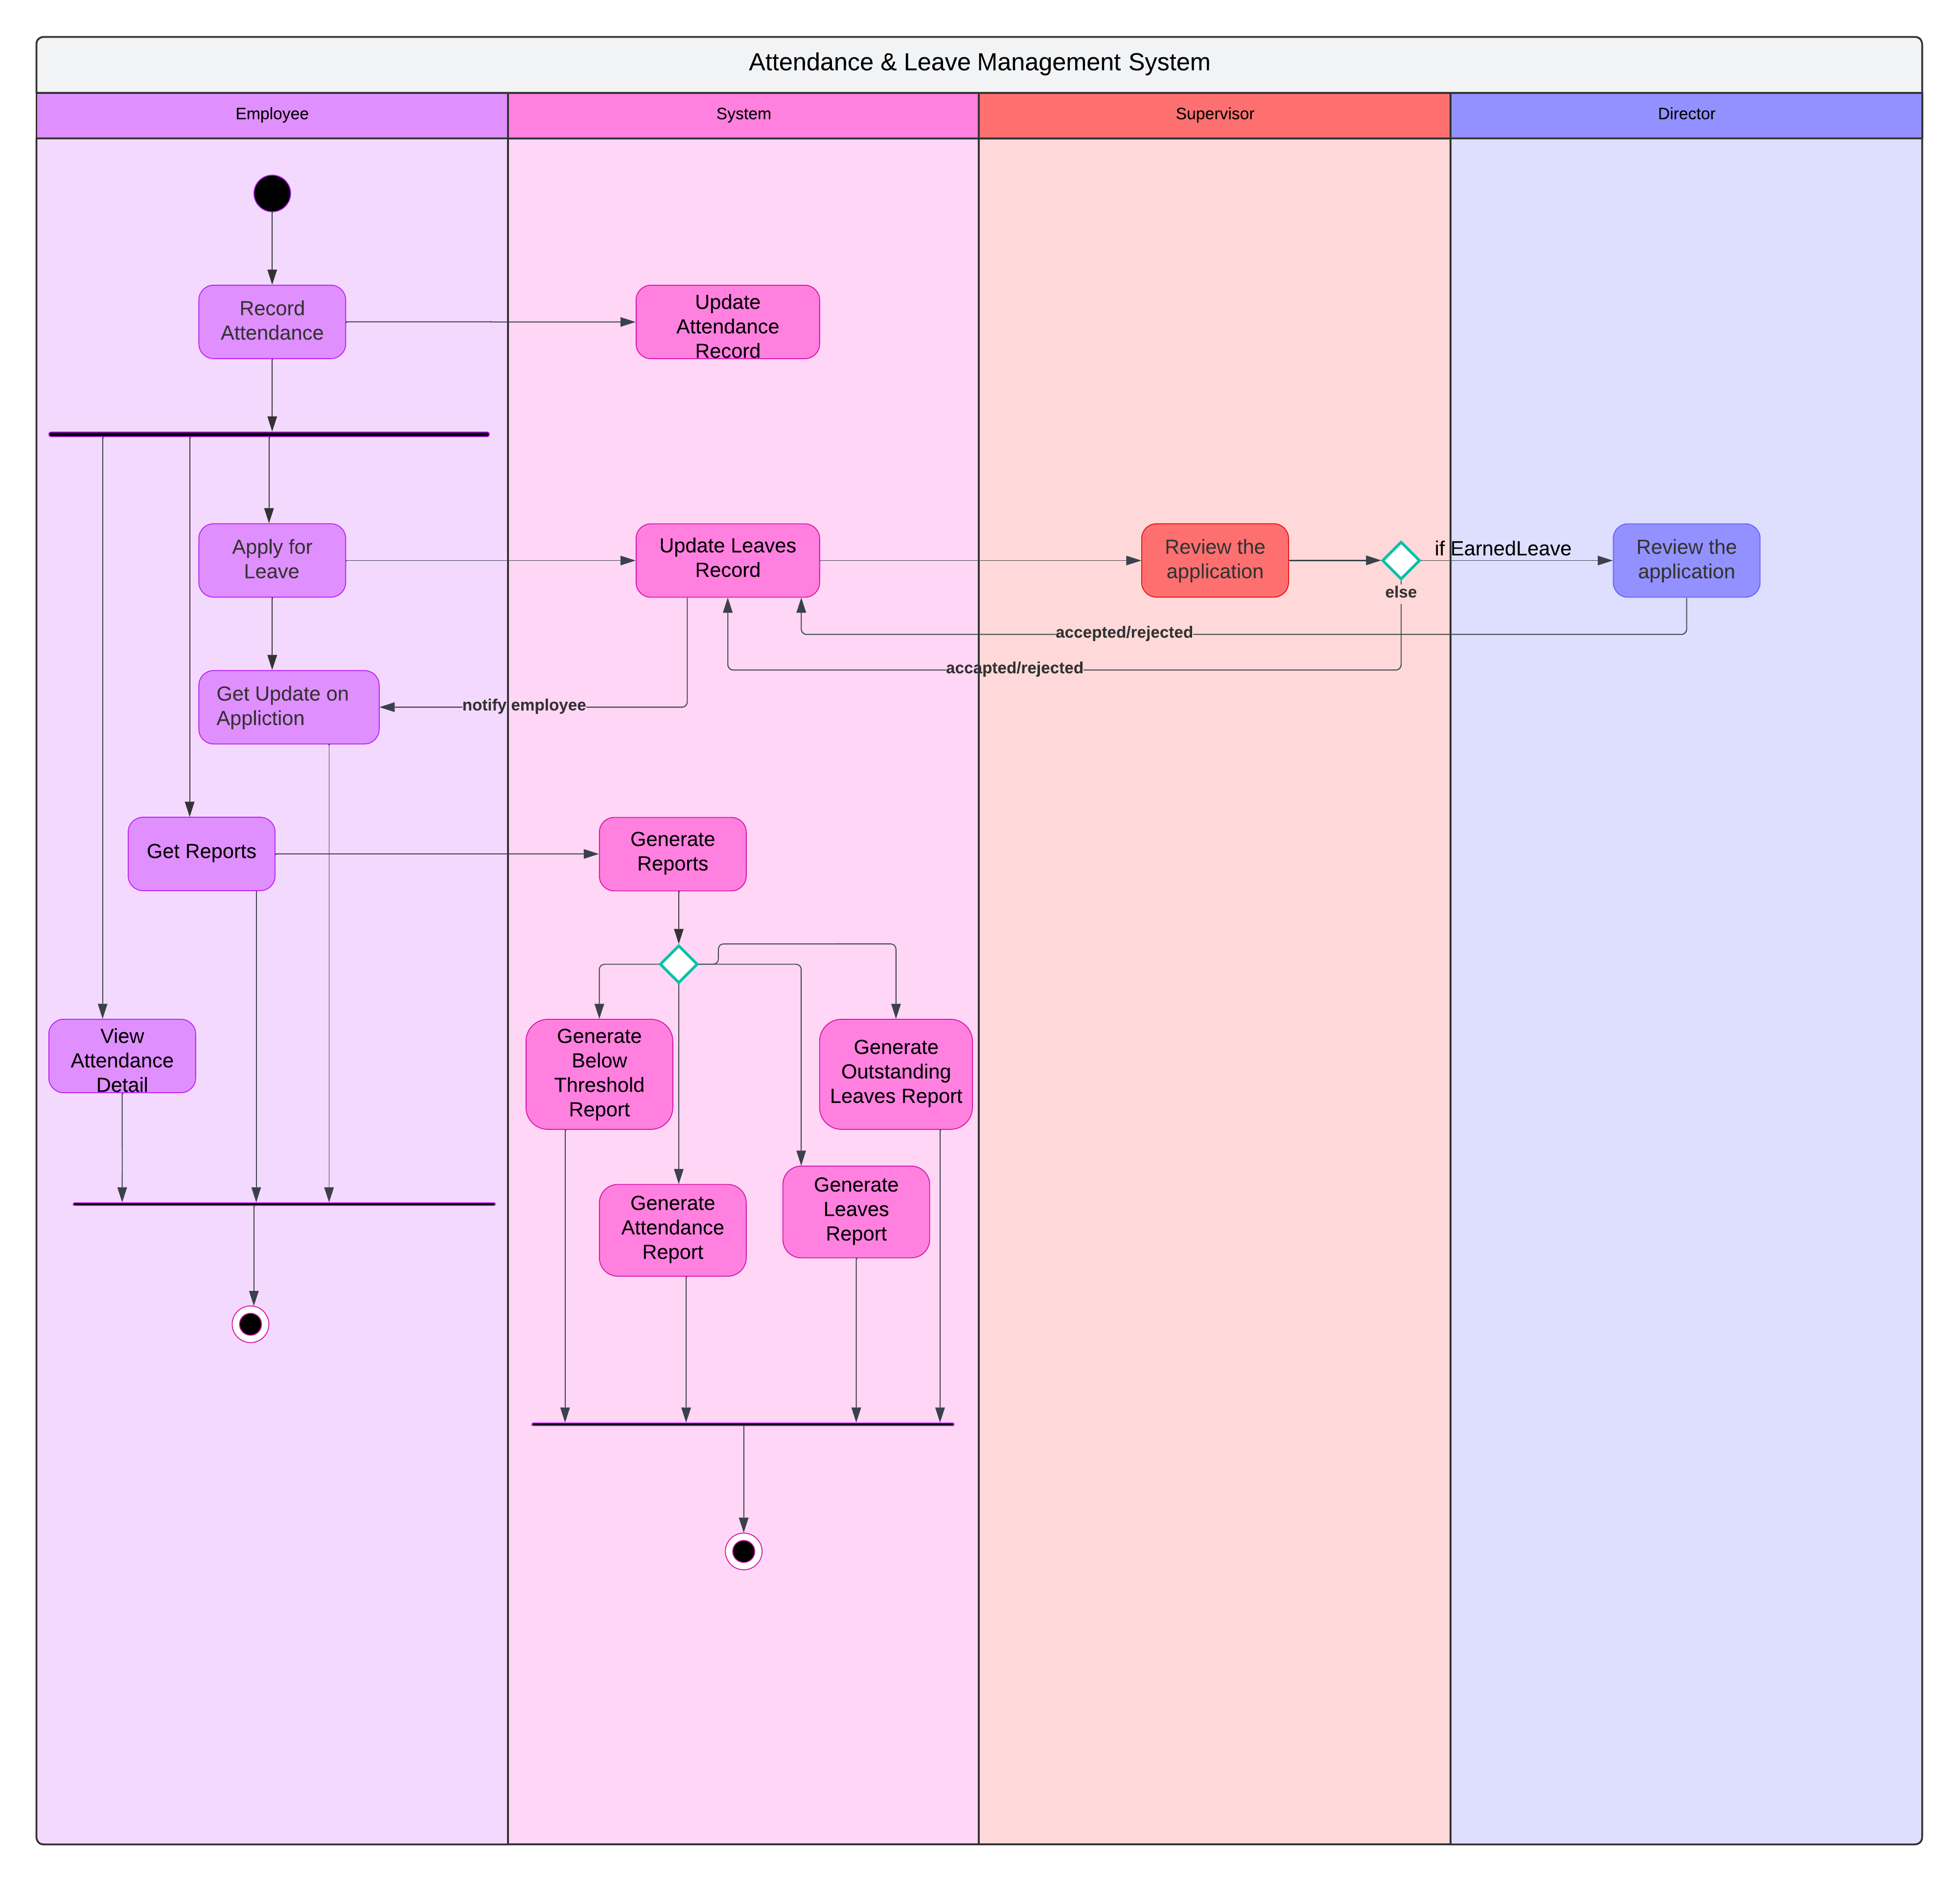 Attendance & Leave Management System
Employee
System
Supervisor
Director
Record
Attendance
Update
Attendance
Record
Apply for
Leave
Update Leaves
Record
Review the
application
if EarnedLeave
Review the
application
else
accepted/rejected
accapted/rejected
Get Update on
Appliction
notify employee
Get Reports
Generate
Reports
View
Attendance
Detail
Generate
Below
Threshold
Report
Generate
Outstanding
Leaves Report
Generate
Attendance
Report
Generate
Leaves
Report